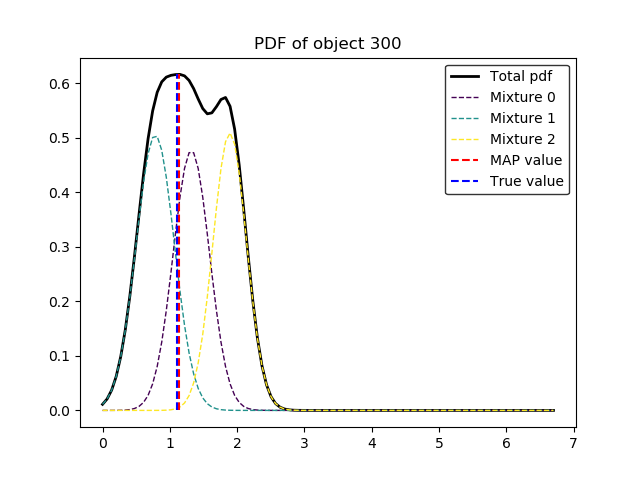 PDF of object 300
Total pdf
Mixture 0
Mixture 1
Mixture 2
MAP value
True value
0.6
0.5
0.4
0.3
0.2
0.1
0.0
0 1 2 3 4 5 6 7